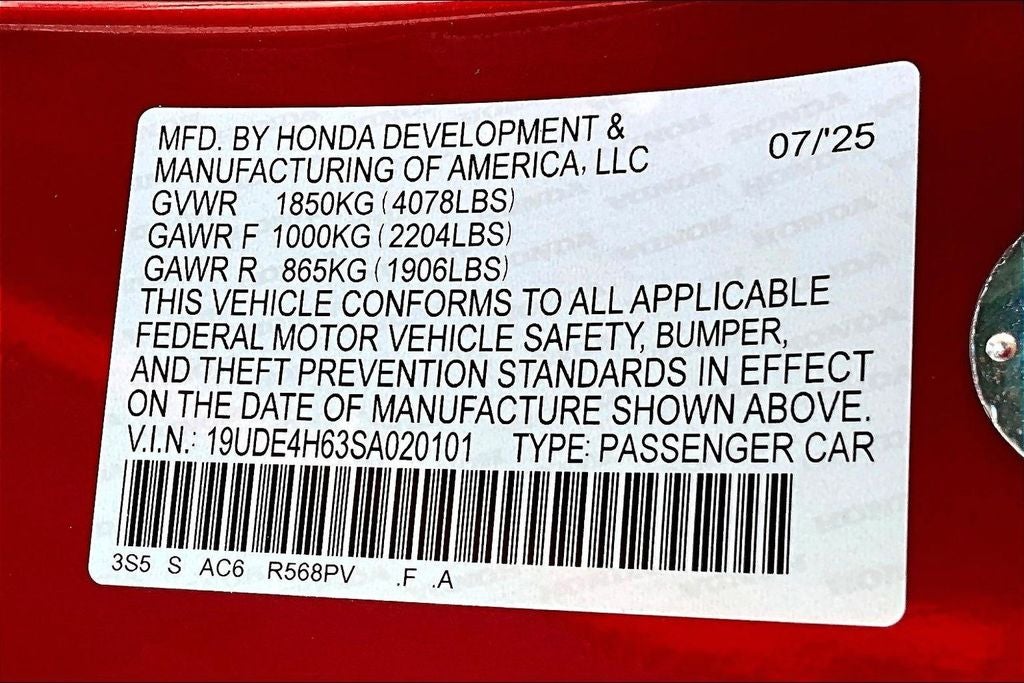 MFD. BY HONDA DEVELOPMENT & 07/'25
MANUFACTURING OF AMERICA, LLC
GVWR 1850KG (4078LBS)
GAWR F 1000KG (2204LBS)
GAWR R 865KG (1906LBS)
THIS VEHICLE CONFORMS TO ALL APPLICABLE
FEDERAL MOTOR VEHICLE SAFETY, BUMPER,
AND THEFT PREVENTION STANDARDS IN EFFECT
ON THE DATE OF MANUFACTURE SHOWN ABOVE.
V.I.N.: 19UDE4H63SA020101 TYPE: PASSENGER CAR
3S5 S AC6 R568PV .F .A